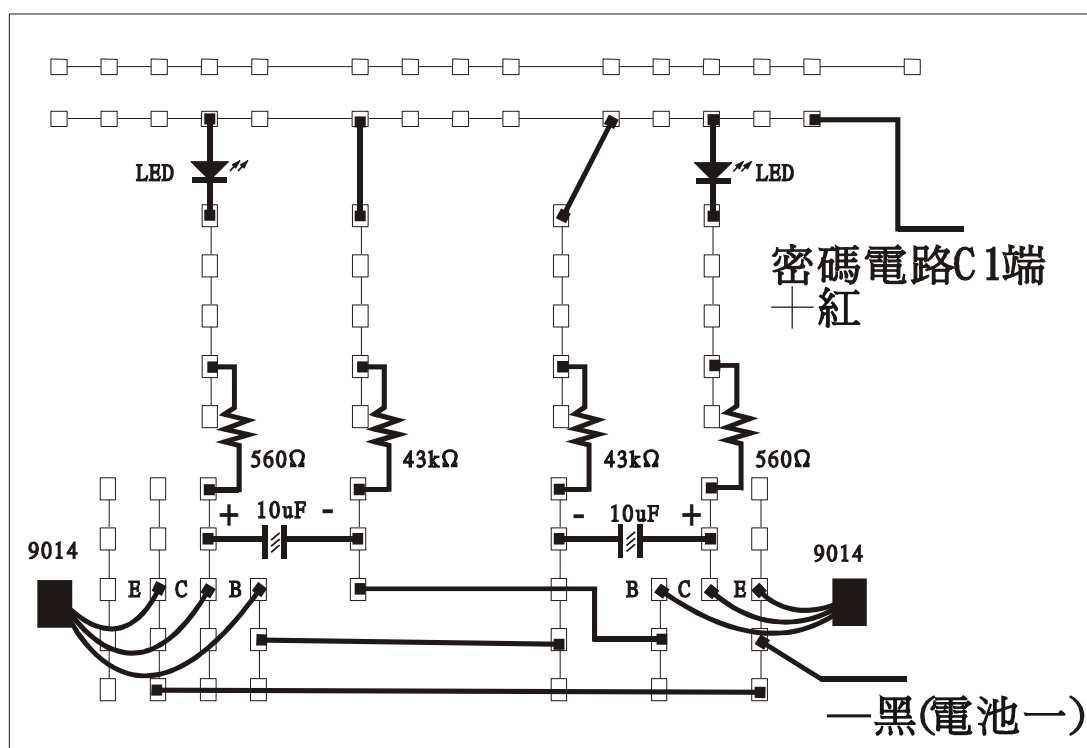 LED
LED
密碼電路C1端
+紅
560Ω
43kΩ
43kΩ
560Ω
+ 10uF -
- 10uF +
9014
9014
E C B
B C E
—黑(電池一)